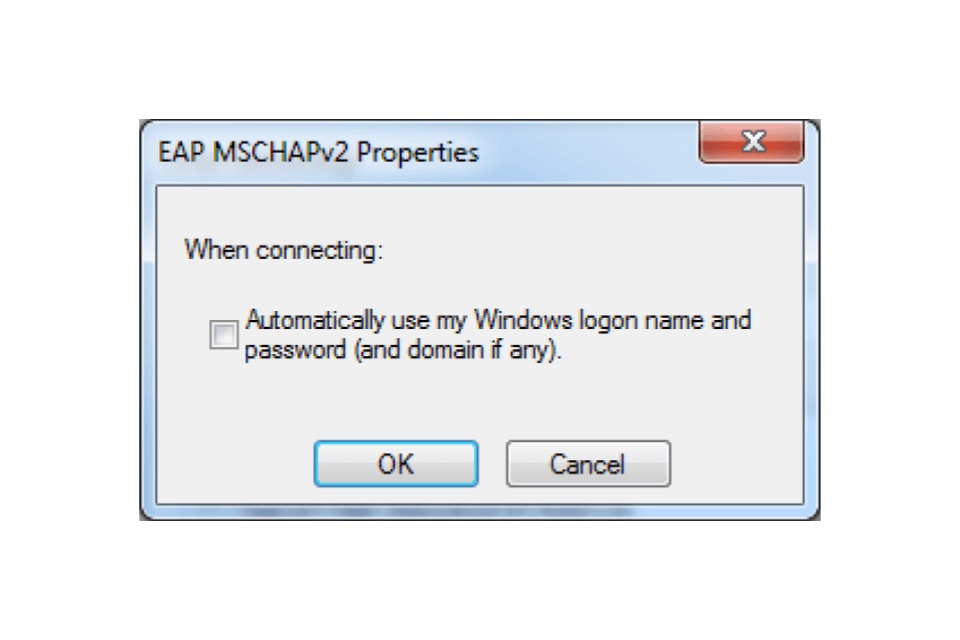 EAP MSCHAPv2 Properties
When connecting:
Automatically use my Windows logon name and
password (and domain if any).
OK
Cancel